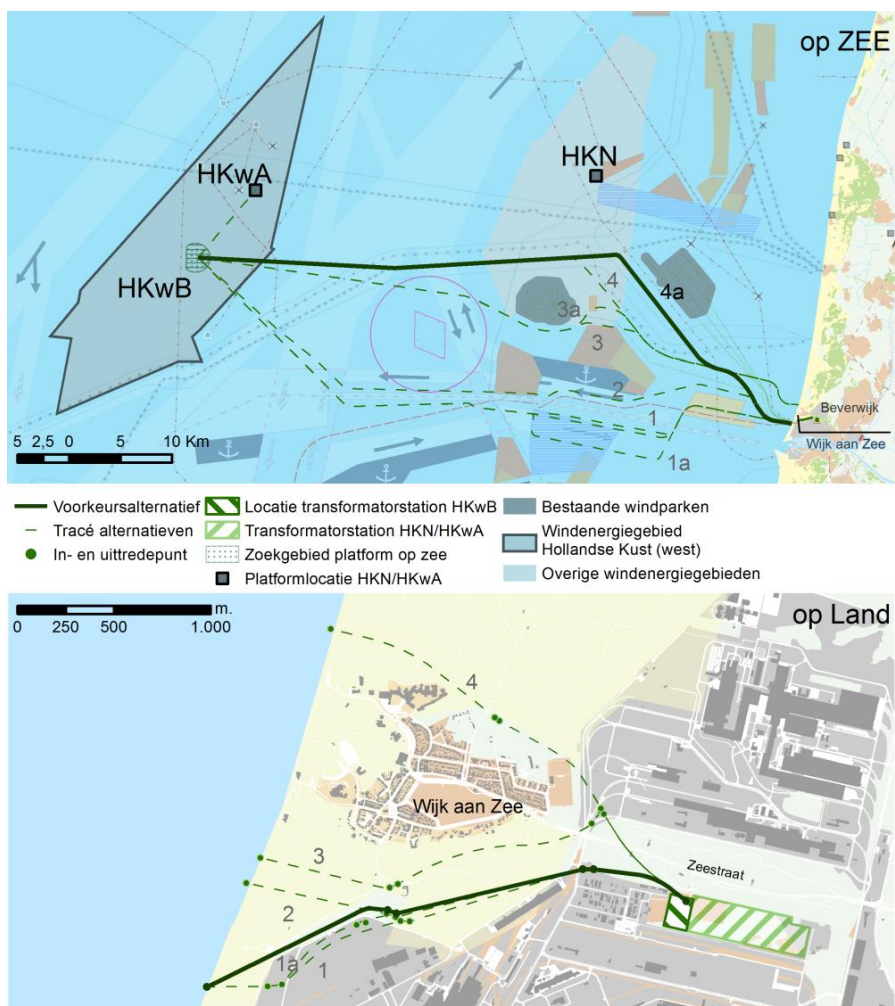 op ZEE
HKwA
HKN
HKwB
4
4a
3a
3
2
1
1a
Beverwijk
Wijk aan Zee
5 2,5 0 5 10 Km
Voorkeursalternatief
Tracé alternatieven
In- en uittredepunt
Locatie transformatorstation HKwB
Transformatorstation HKN/HKwA
Zoekgebied platform op zee
Platformlocatie HKN/HKwA
Bestaande windparken
Windenergiegebied
Hollandse Kust (west)
Overige windenergiegebieden
m.
0 250 500 1.000
op Land
4
Wijk aan Zee
3
Zeestraat
2
1a
1